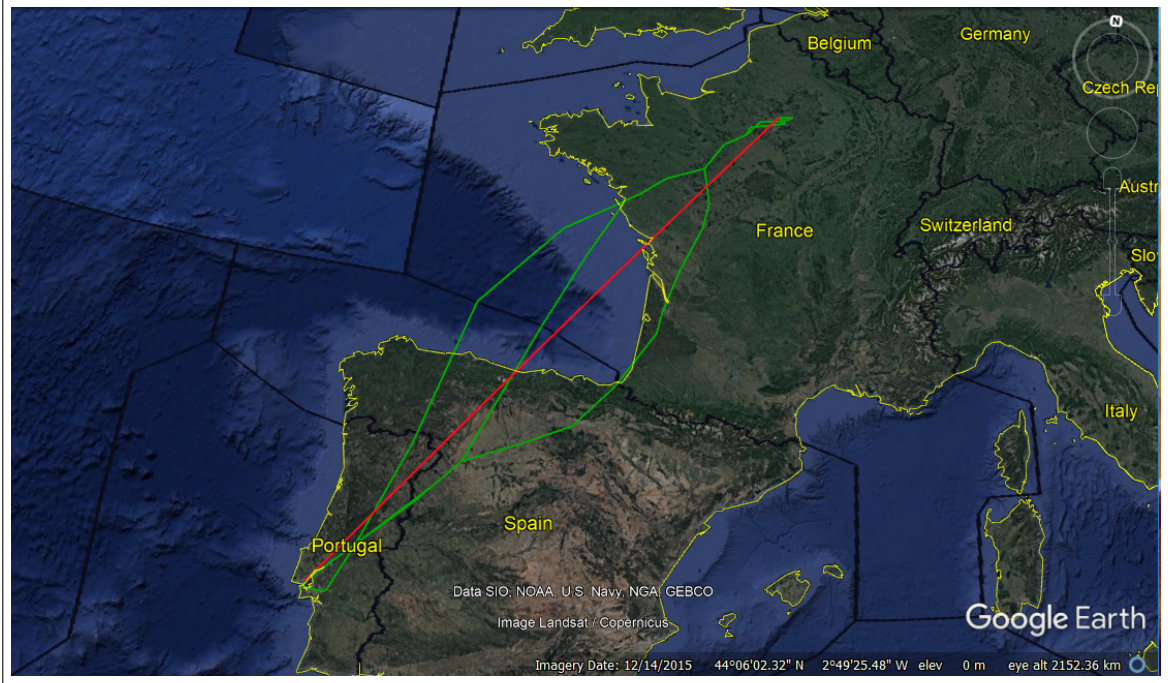 Belgium
Germany
N
Czech Re
Austr
France
Switzerland
Slo
Italy
Spain
Portugal
Data SIO, NOAA, U.S. Navy, NGA, GEBCO
Image Landsat / Copernicus
Google Earth
Imagery Date: 12/14/2015 44°06'02.32" N 2°49'25.48" W elev 0 m eye alt 2152.36 km